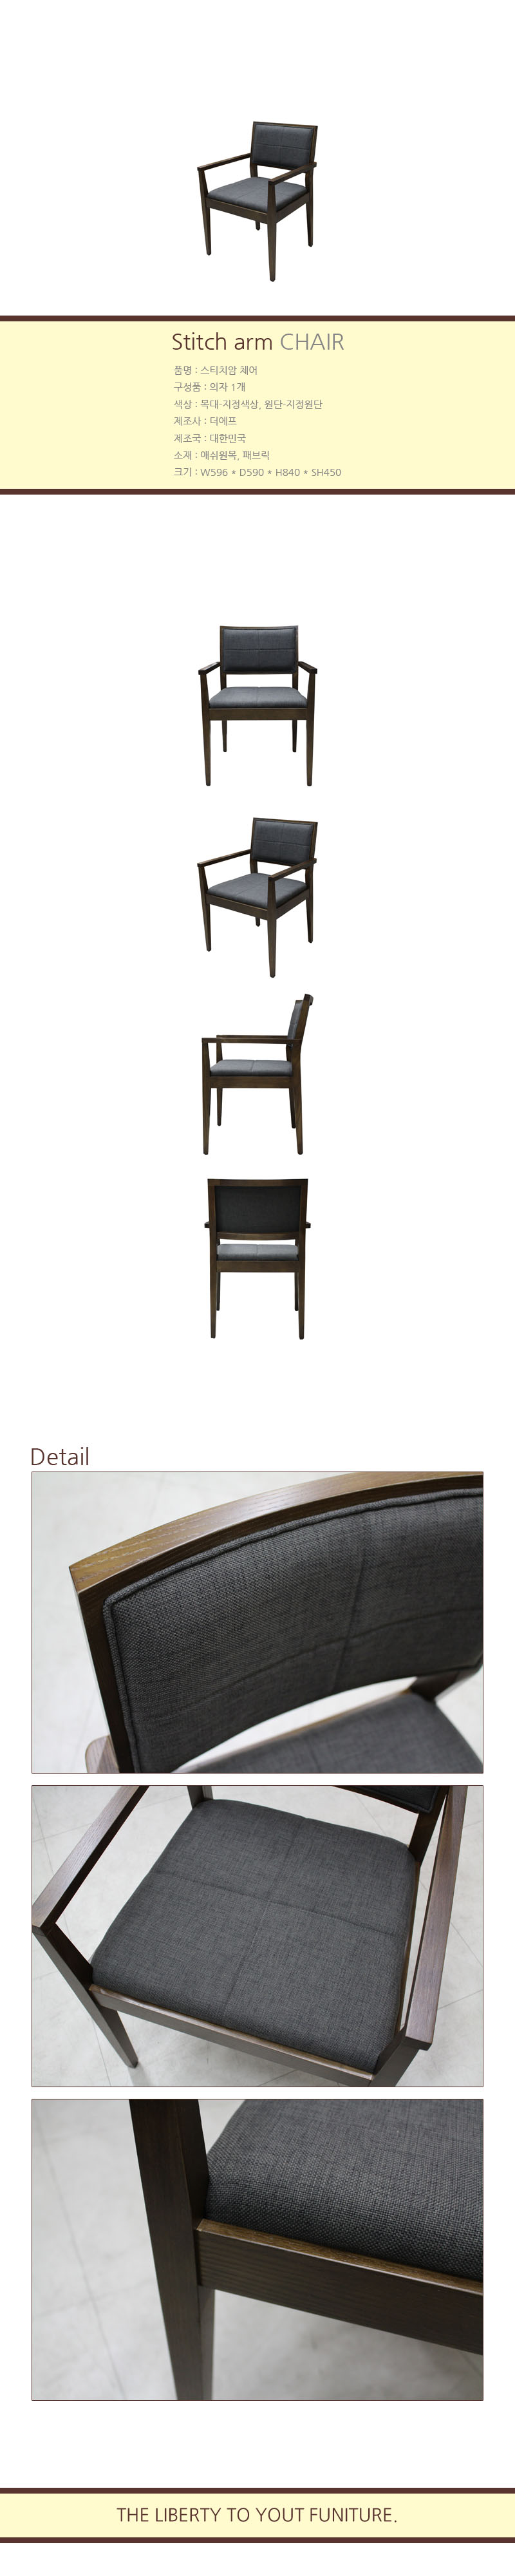 Stitch arm CHAIR
품명 : 스티치암 체어
구성품 : 의자 1개
색상 : 목대-지정색상, 원단-지정원단
제조사 : 더에프
제조국 : 대한민국
소재 : 애쉬원목, 패브릭
크기 : W596 * D590 * H840 * SH450
Detail
THE LIBERTY TO YOUT FUNITURE.